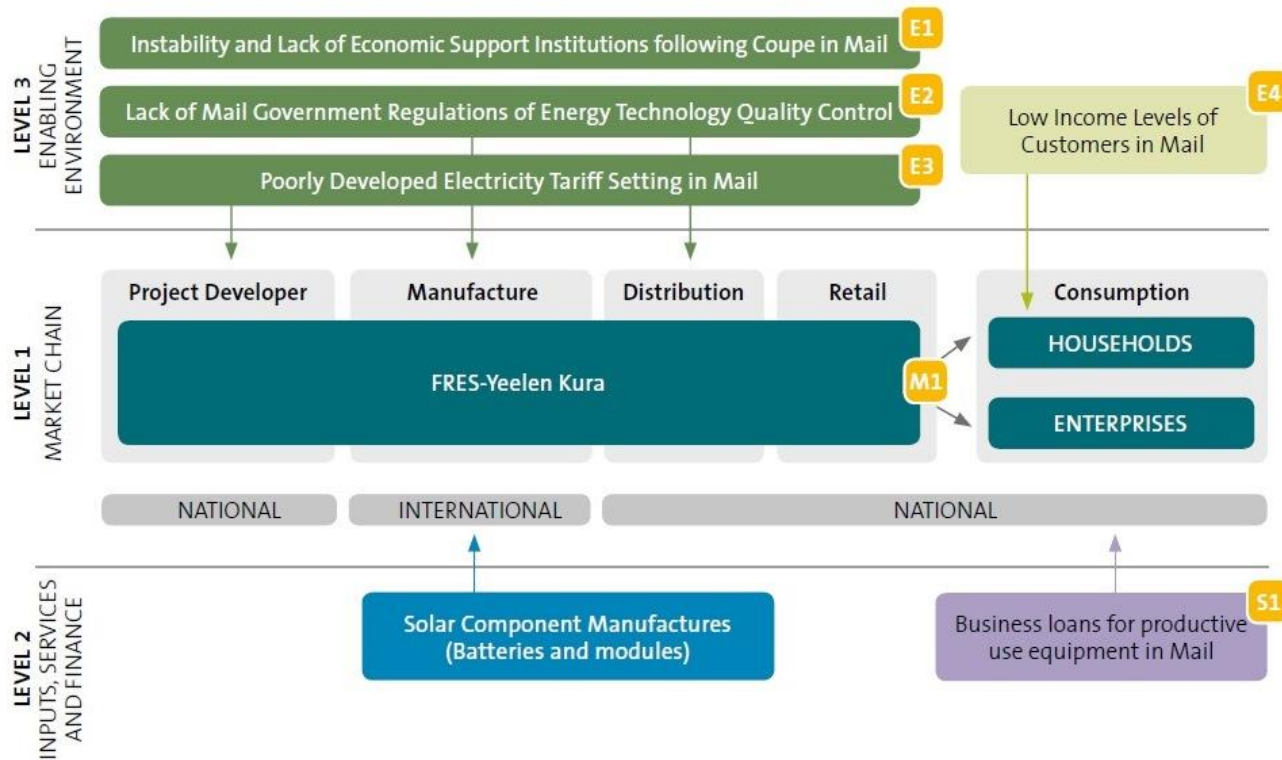 LEVEL 3
ENABLING
ENVIRONMENT
Instability and Lack of Economic Support Institutions following Coupe in Mail
E1
Lack of Mail Government Regulations of Energy Technology Quality Control
E2
Poorly Developed Electricity Tariff Setting in Mail
E3
Low Income Levels of
Customers in Mail
E4
LEVEL 1
MARKET CHAIN
Project Developer
Manufacture
Distribution
Retail
Consumption
FRES-Yeelen Kura
M1
HOUSEHOLDS
ENTERPRISES
NATIONAL
INTERNATIONAL
NATIONAL
LEVEL 2
INPUTS, SERVICES
AND FINANCE
Solar Component Manufactures
(Batteries and modules)
Business loans for productive
use equipment in Mail
S1